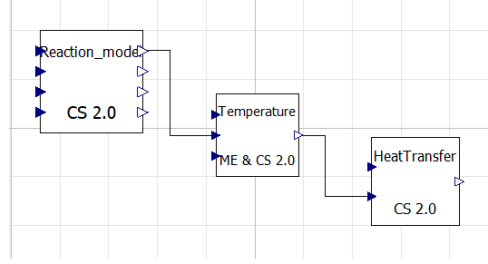 Reaction_mode
CS 2.0
Temperature
ME & CS 2.0
HeatTransfer
CS 2.0